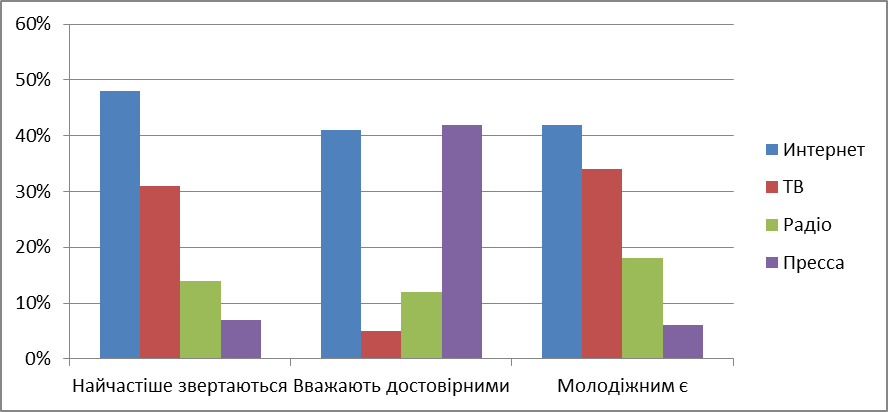 60%
50%
40%
30%
20%
10%
0%
Найчастіше звертаються Вважають достовірними Молодіжним є
Интернет
ТВ
Радіо
Пресса